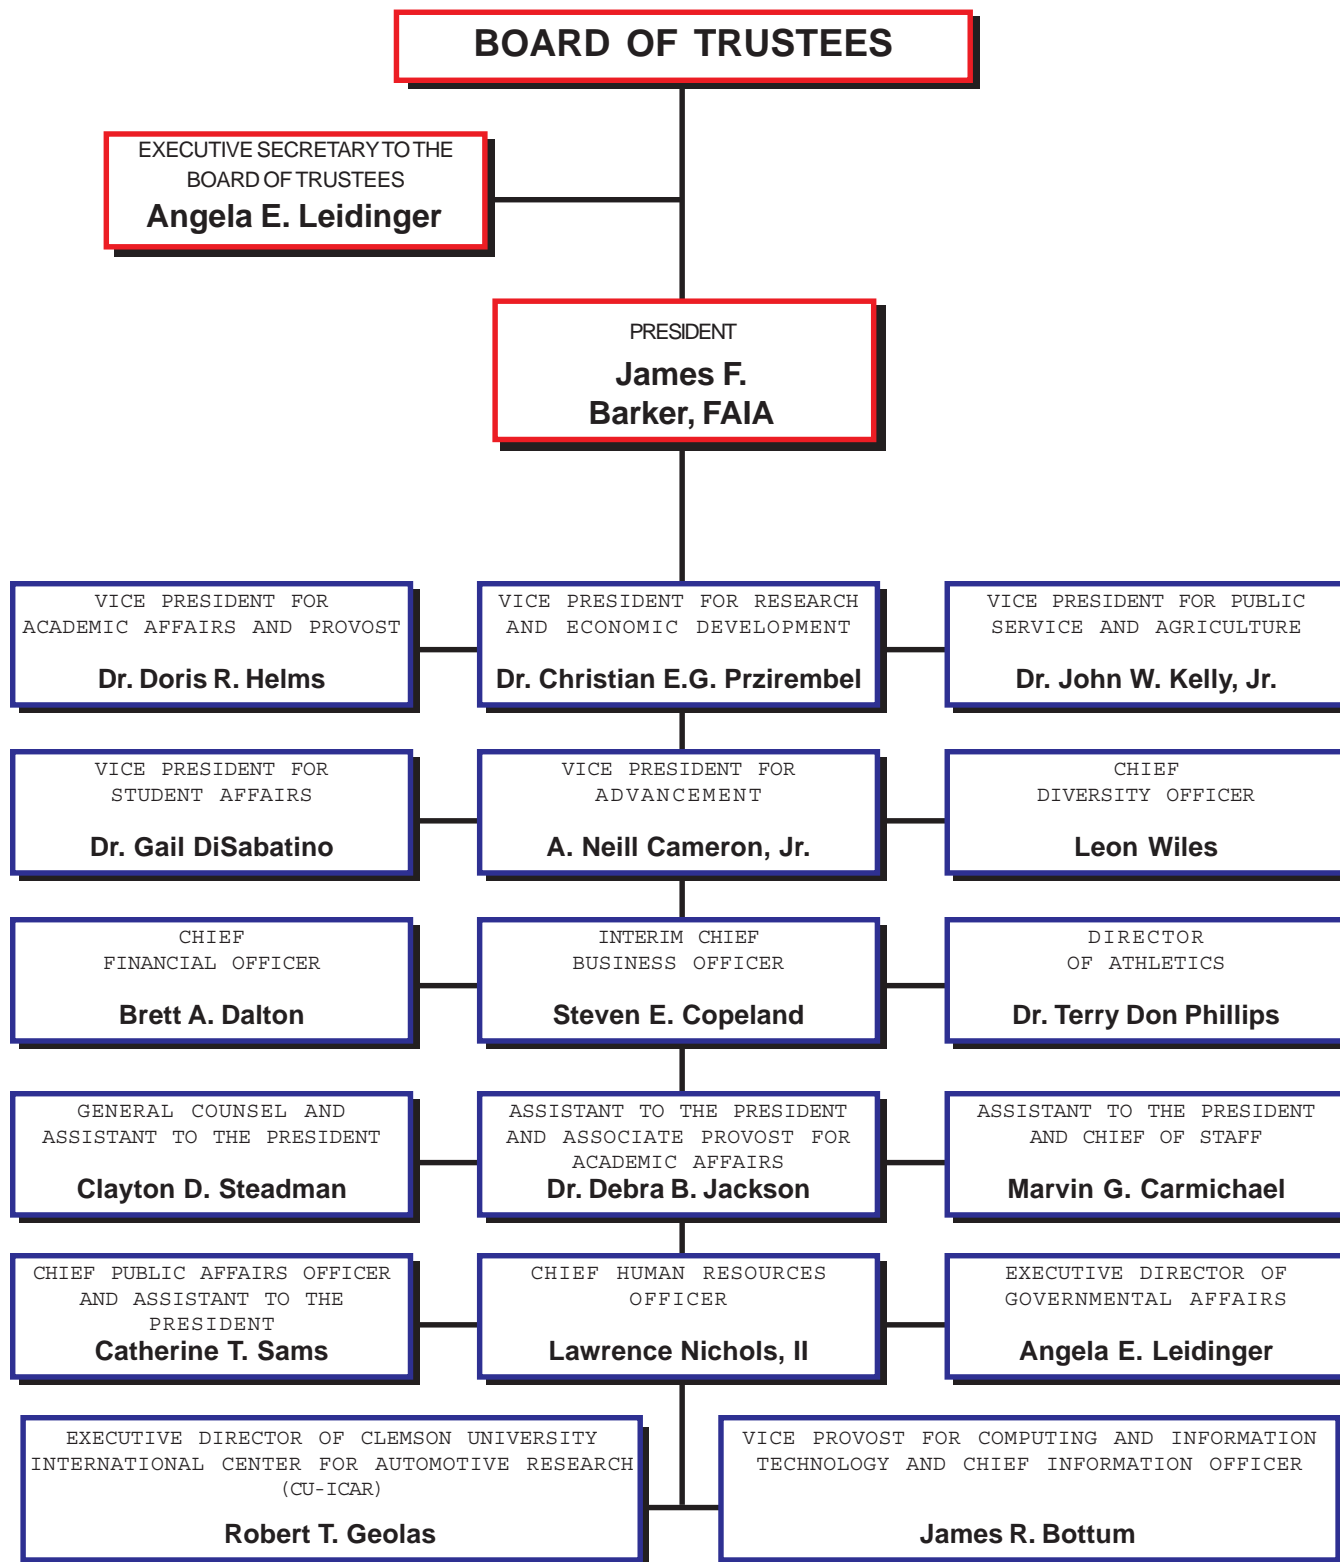 BOARD OF TRUSTEES
EXECUTIVE SECRETARY TO THE
BOARD OF TRUSTEES
Angela E. Leidinger
PRESIDENT
James F.
Barker, FAIA
VICE PRESIDENT FOR
ACADEMIC AFFAIRS AND PROVOST
Dr. Doris R. Helms
VICE PRESIDENT FOR RESEARCH
AND ECONOMIC DEVELOPMENT
Dr. Christian E.G. Przirembel
VICE PRESIDENT FOR PUBLIC
SERVICE AND AGRICULTURE
Dr. John W. Kelly, Jr.
VICE PRESIDENT FOR
STUDENT AFFAIRS
Dr. Gail DiSabatino
VICE PRESIDENT FOR
ADVANCEMENT
A. Neill Cameron, Jr.
CHIEF
DIVERSITY OFFICER
Leon Wiles
CHIEF
FINANCIAL OFFICER
Brett A. Dalton
INTERIM CHIEF
BUSINESS OFFICER
Steven E. Copeland
DIRECTOR
OF ATHLETICS
Dr. Terry Don Phillips
GENERAL COUNSEL AND
ASSISTANT TO THE PRESIDENT
Clayton D. Steadman
ASSISTANT TO THE PRESIDENT
AND ASSOCIATE PROVOST FOR
ACADEMIC AFFAIRS
Dr. Debra B. Jackson
ASSISTANT TO THE PRESIDENT
AND CHIEF OF STAFF
Marvin G. Carmichael
CHIEF PUBLIC AFFAIRS OFFICER
AND ASSISTANT TO THE
PRESIDENT
Catherine T. Sams
CHIEF HUMAN RESOURCES
OFFICER
Lawrence Nichols, II
EXECUTIVE DIRECTOR OF
GOVERNMENTAL AFFAIRS
Angela E. Leidinger
EXECUTIVE DIRECTOR OF CLEMSON UNIVERSITY
INTERNATIONAL CENTER FOR AUTOMOTIVE RESEARCH
(CU-ICAR)
Robert T. Geolas
VICE PROVOST FOR COMPUTING AND INFORMATION
TECHNOLOGY AND CHIEF INFORMATION OFFICER
James R. Bottum